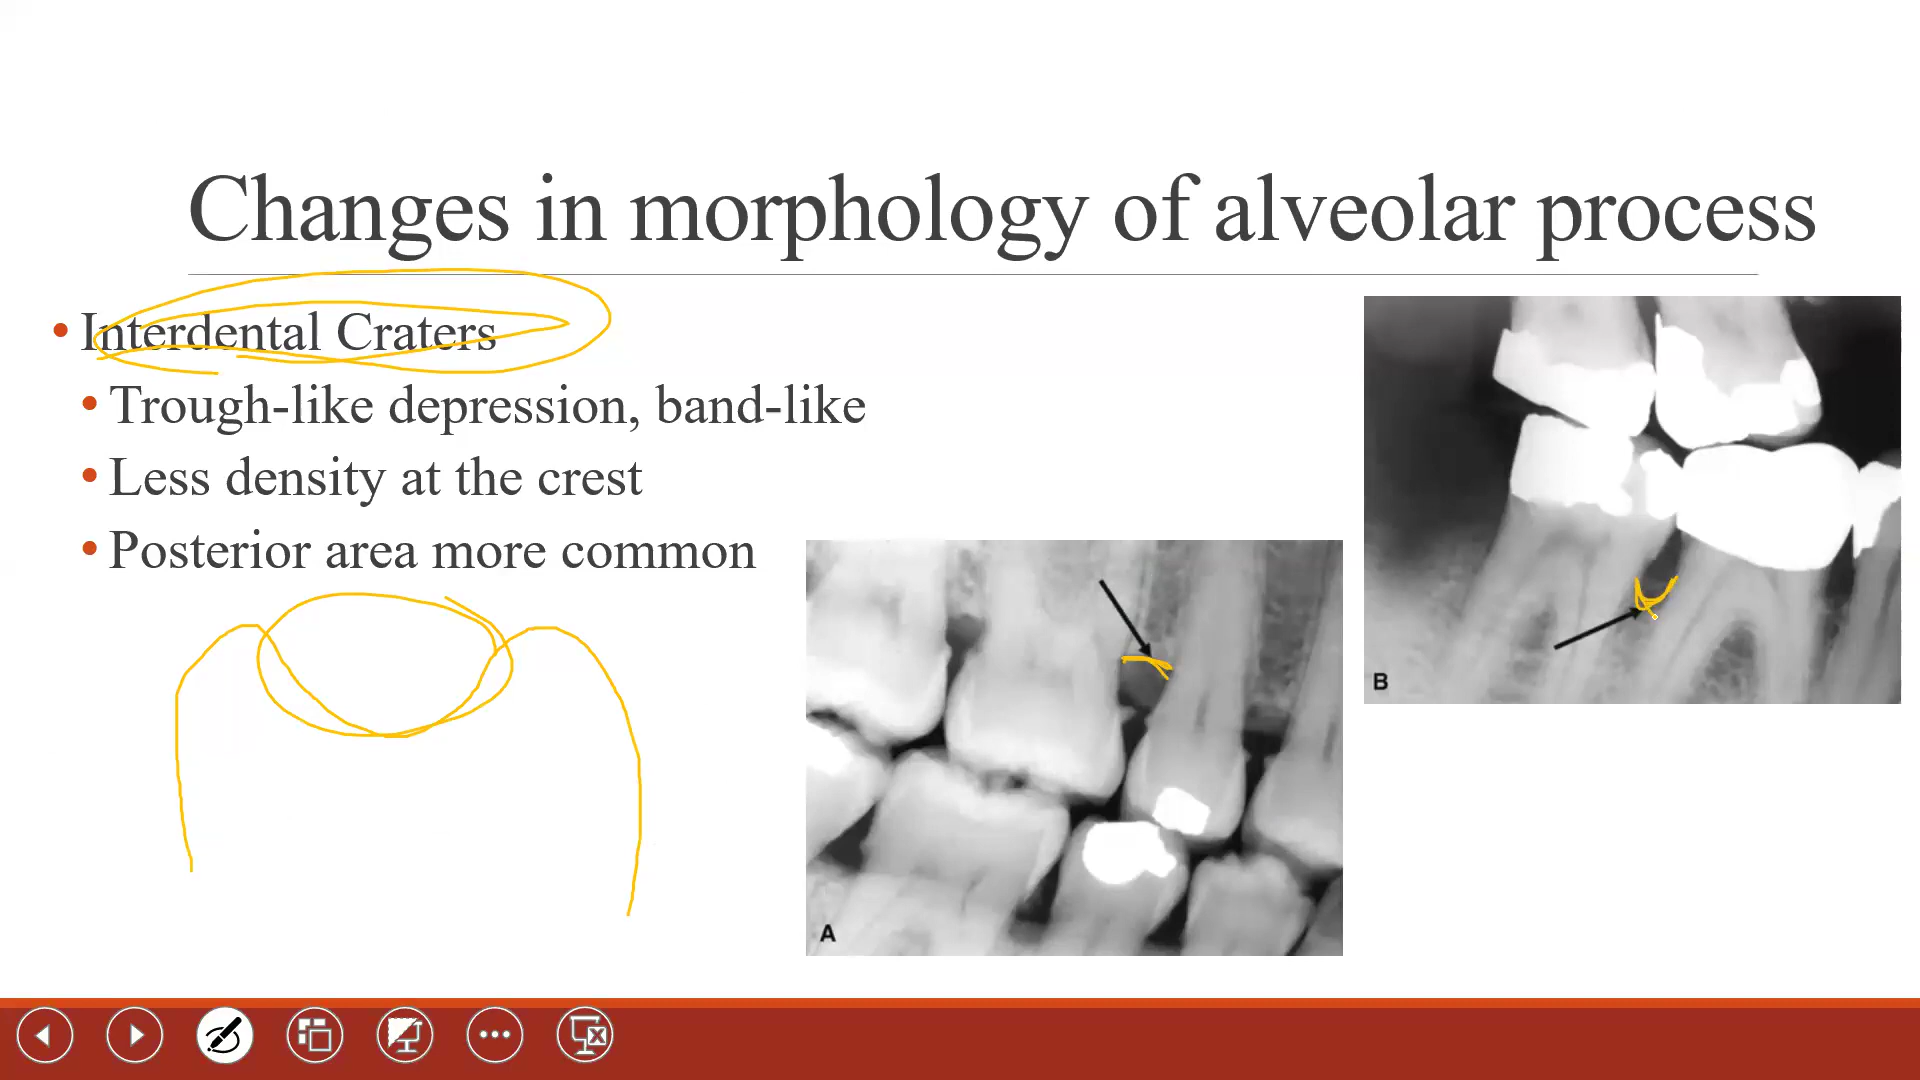 Changes in morphology of alveolar process
• Interdental Craters
• Trough-like depression, band-like
• Less density at the crest
• Posterior area more common
A
B